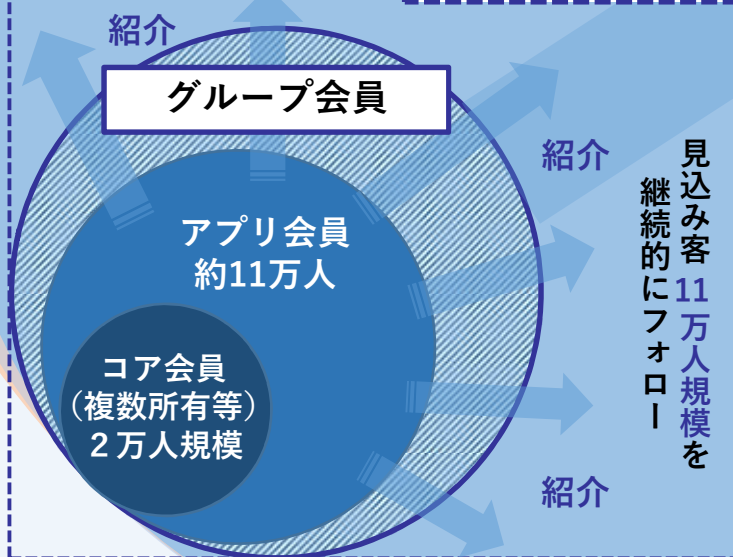 紹介
グループ会員
紹介
アプリ会員
約11万人
コア会員
（複数所有等）
２万人規模
紹介
見込み客11万人規模を
継続的にフォロー